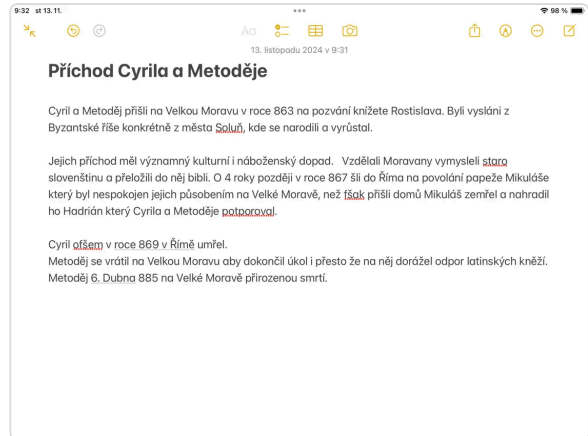 9:32 st 13.11.
98 %
Aa
13. listopadu 2024 v 9:31
Příchod Cyrila a Metoděje
Cyril a Metoděj přišli na Velkou Moravu v roce 863 na pozvání knížete Rostislava. Byli vysláni z
Byzantské říše konkrétně z města Soluň, kde se narodili a vyrůstal.
Jejich příchod měl významný kulturní i náboženský dopad. Vzdělali Moravany vymysleli staro
slovenštinu a přeložili do něj bibli. O 4 roky později v roce 867 šli do Říma na povolání papeže Mikuláše
který byl nespokojen jejich působením na Velké Moravě, než fšak přišli domů Mikuláš zemřel a nahradil
ho Hadrián který Cyrila a Metoděje potporoval.
Cyril ofšem v roce 869 v Římě umřel.
Metoděj se vrátil na Velkou Moravu aby dokončil úkol i přesto že na něj dorážel odpor latinských kněží.
Metoděj 6. Dubna 885 na Velké Moravě přirozenou smrtí.